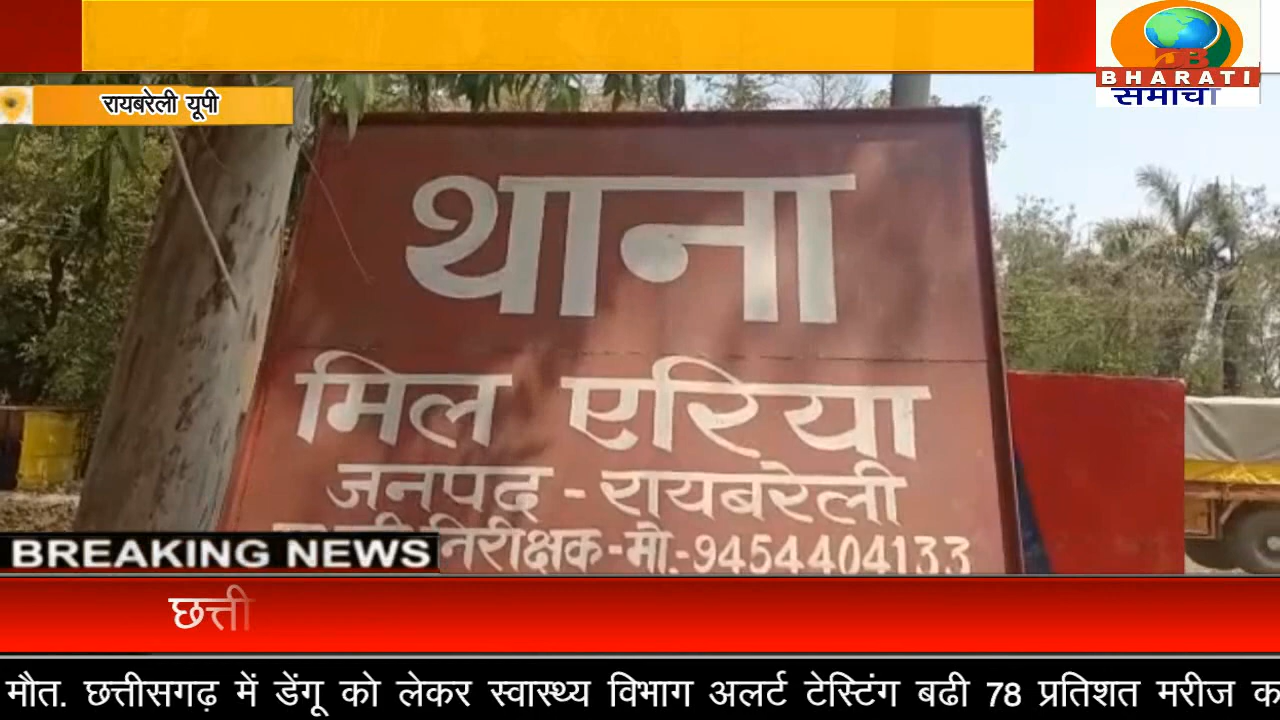 BHARATI
समाचा
रायबरेली यूपी
थाना
मिल एरिया
जनपद - रायबरेली
निरीक्षक - मो.- 9454404133
BREAKING NEWS
छत्ती
मौत. छत्तीसगढ़ में डेंगू को लेकर स्वास्थ्य विभाग अलर्ट टेस्टिंग बढी 78 प्रतिशत मरीज क